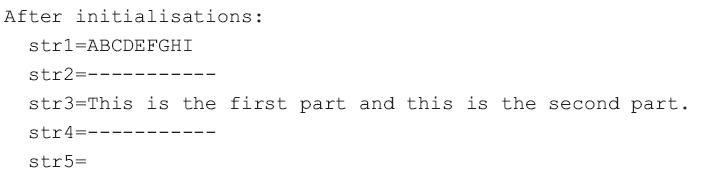 After initialisations:
  str1=ABCDEFGHI
  str2=-----------
  str3=This is the first part and this is the second part.
  str4=-----------
  str5=